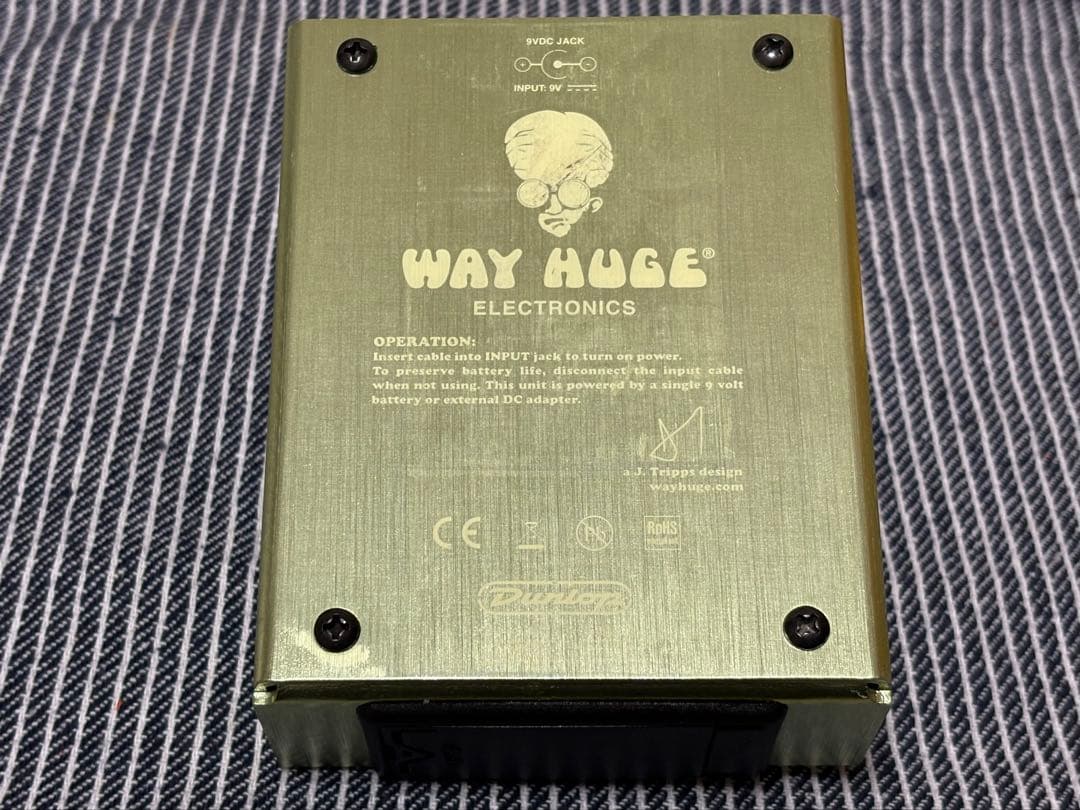 9VDC JACK
INPUT: 9V
WAY HUGE®
ELECTRONICS
OPERATION:
Insert cable into INPUT jack to turn on power.
To preserve battery life, disconnect the input cable
when not using. This unit is powered by a single 9 volt
battery or external DC adapter.
a J. Tripps design
wayhuge.com
CE
Pb
RoHS
Dunlop